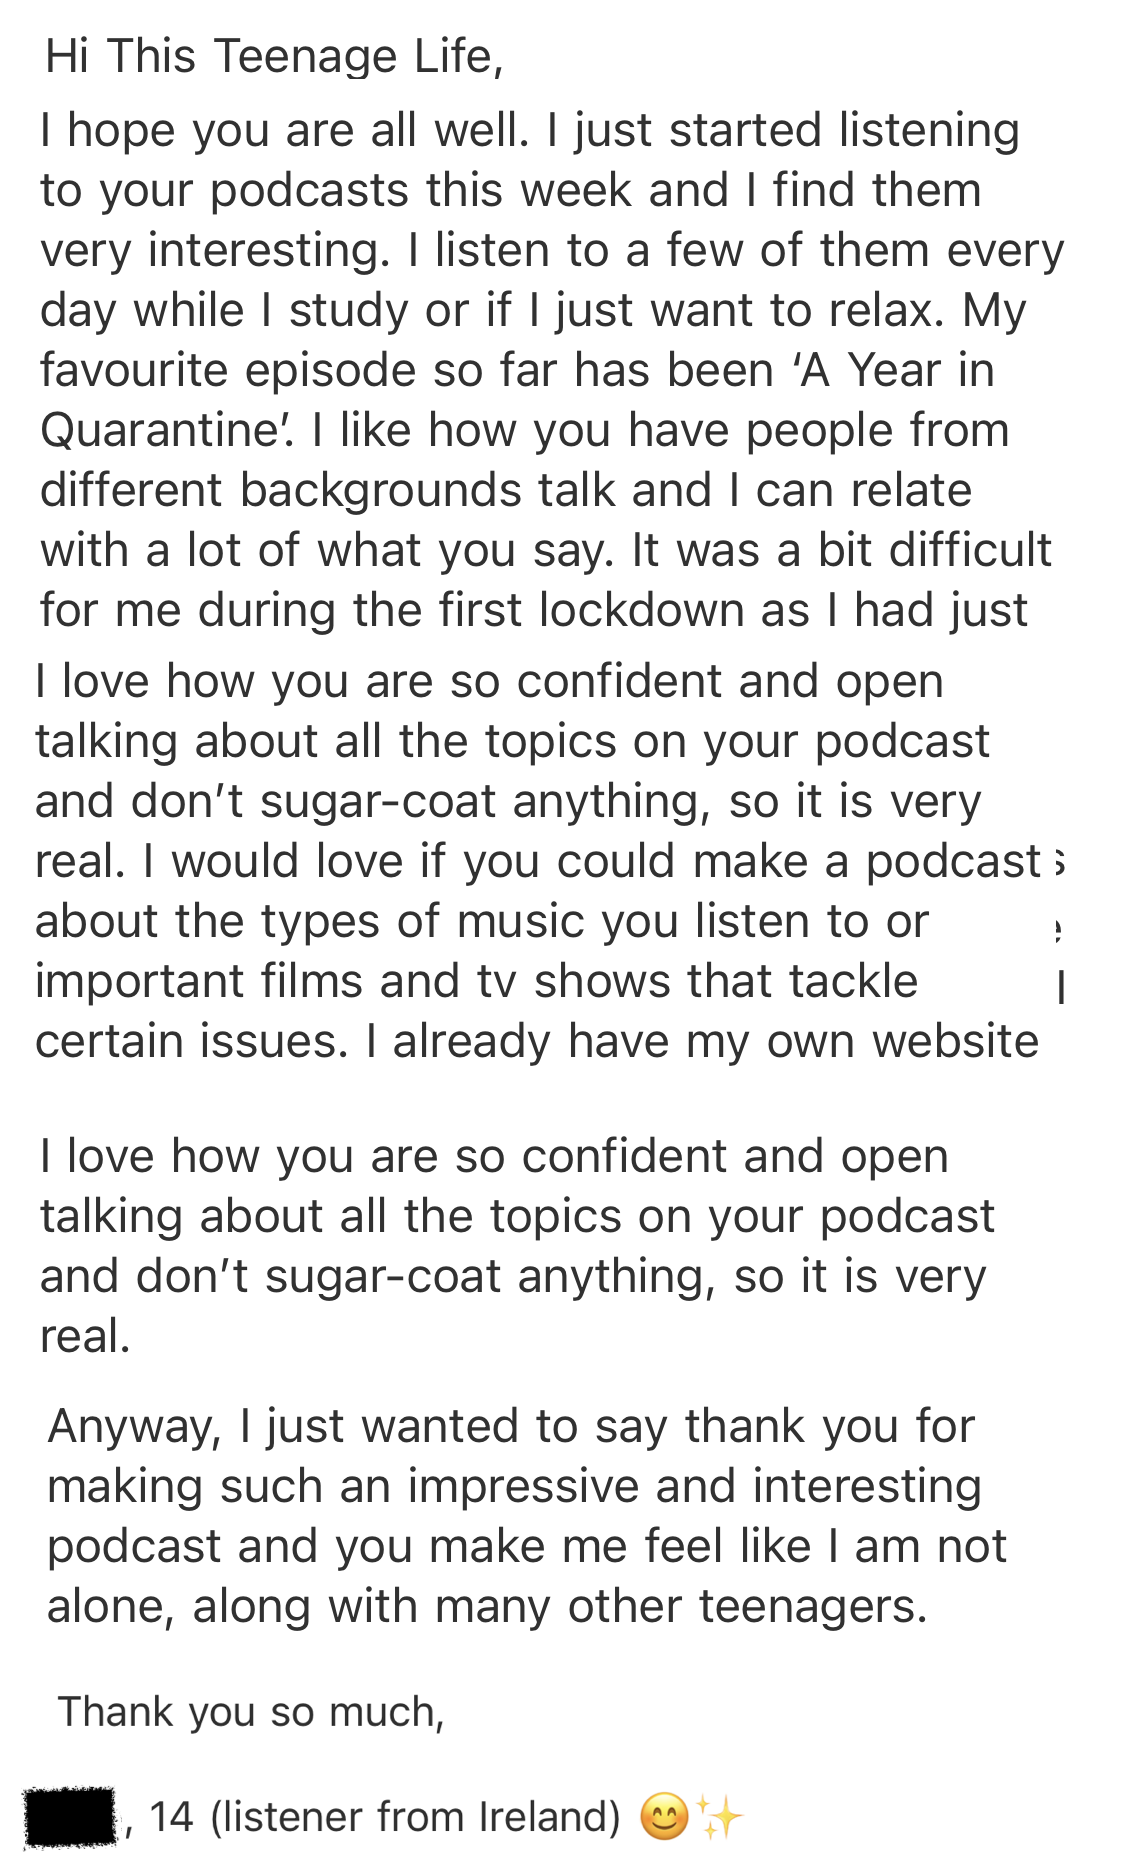 Hi This Teenage Life,
I hope you are all well. I just started listening
to your podcasts this week and I find them
very interesting. I listen to a few of them every
day while I study or if I just want to relax. My
favourite episode so far has been ‘A Year in
Quarantine’. I like how you have people from
different backgrounds talk and I can relate
with a lot of what you say. It was a bit difficult
for me during the first lockdown as I had just
I love how you are so confident and open
talking about all the topics on your podcast
and don’t sugar-coat anything, so it is very
real. I would love if you could make a podcast
about the types of music you listen to or
important films and tv shows that tackle
certain issues. I already have my own website
I love how you are so confident and open
talking about all the topics on your podcast
and don’t sugar-coat anything, so it is very
real.
Anyway, I just wanted to say thank you for
making such an impressive and interesting
podcast and you make me feel like I am not
alone, along with many other teenagers.
Thank you so much,
, 14 (listener from Ireland) 😊✨